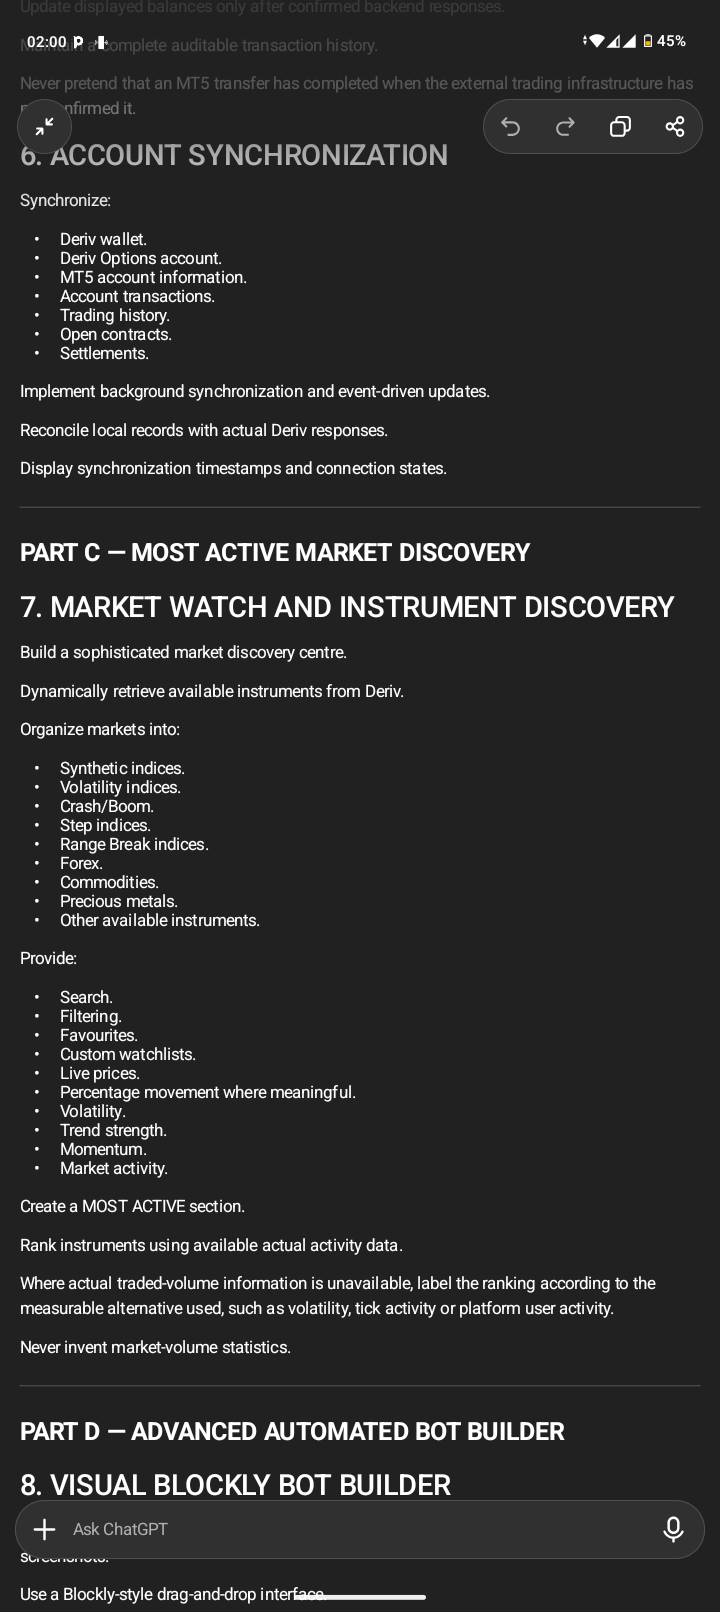 Update displayed balances only after confirmed backend responses.
02:00
45%
Maintain a complete auditable transaction history.
Never pretend that an MT5 transfer has completed when the external trading infrastructure has
confirmed it.
6. ACCOUNT SYNCHRONIZATION
Synchronize:
• Deriv wallet.
• Deriv Options account.
• MT5 account information.
• Account transactions.
• Trading history.
• Open contracts.
• Settlements.
Implement background synchronization and event-driven updates.
Reconcile local records with actual Deriv responses.
Display synchronization timestamps and connection states.
PART C — MOST ACTIVE MARKET DISCOVERY
7. MARKET WATCH AND INSTRUMENT DISCOVERY
Build a sophisticated market discovery centre.
Dynamically retrieve available instruments from Deriv.
Organize markets into:
• Synthetic indices.
• Volatility indices.
• Crash/Boom.
• Step indices.
• Range Break indices.
• Forex.
• Commodities.
• Precious metals.
• Other available instruments.
Provide:
• Search.
• Filtering.
• Favourites.
• Custom watchlists.
• Live prices.
• Percentage movement where meaningful.
• Volatility.
• Trend strength.
• Momentum.
• Market activity.
Create a MOST ACTIVE section.
Rank instruments using available actual activity data.
Where actual traded-volume information is unavailable, label the ranking according to the
measurable alternative used, such as volatility, tick activity or platform user activity.
Never invent market-volume statistics.
PART D — ADVANCED AUTOMATED BOT BUILDER
8. VISUAL BLOCKLY BOT BUILDER
Ask ChatGPT
screenshots.
Use a Blockly-style drag-and-drop interface.